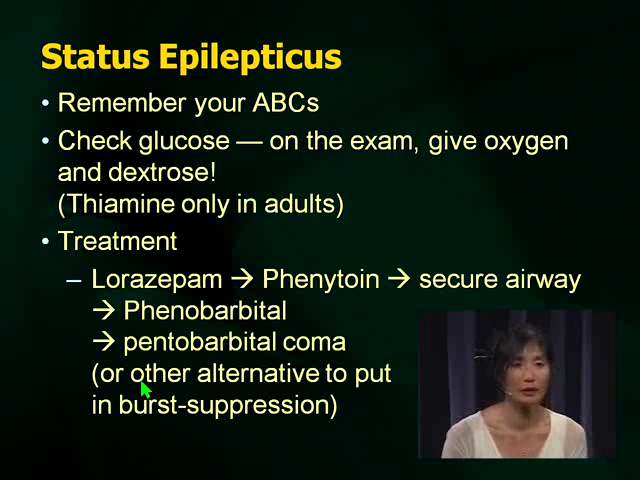 Status Epilepticus
• Remember your ABCs
• Check glucose — on the exam, give oxygen
and dextrose!
(Thiamine only in adults)
• Treatment
– Lorazepam → Phenytoin → secure airway
→ Phenobarbital
→ pentobarbital coma
(or other alternative to put
in burst-suppression)